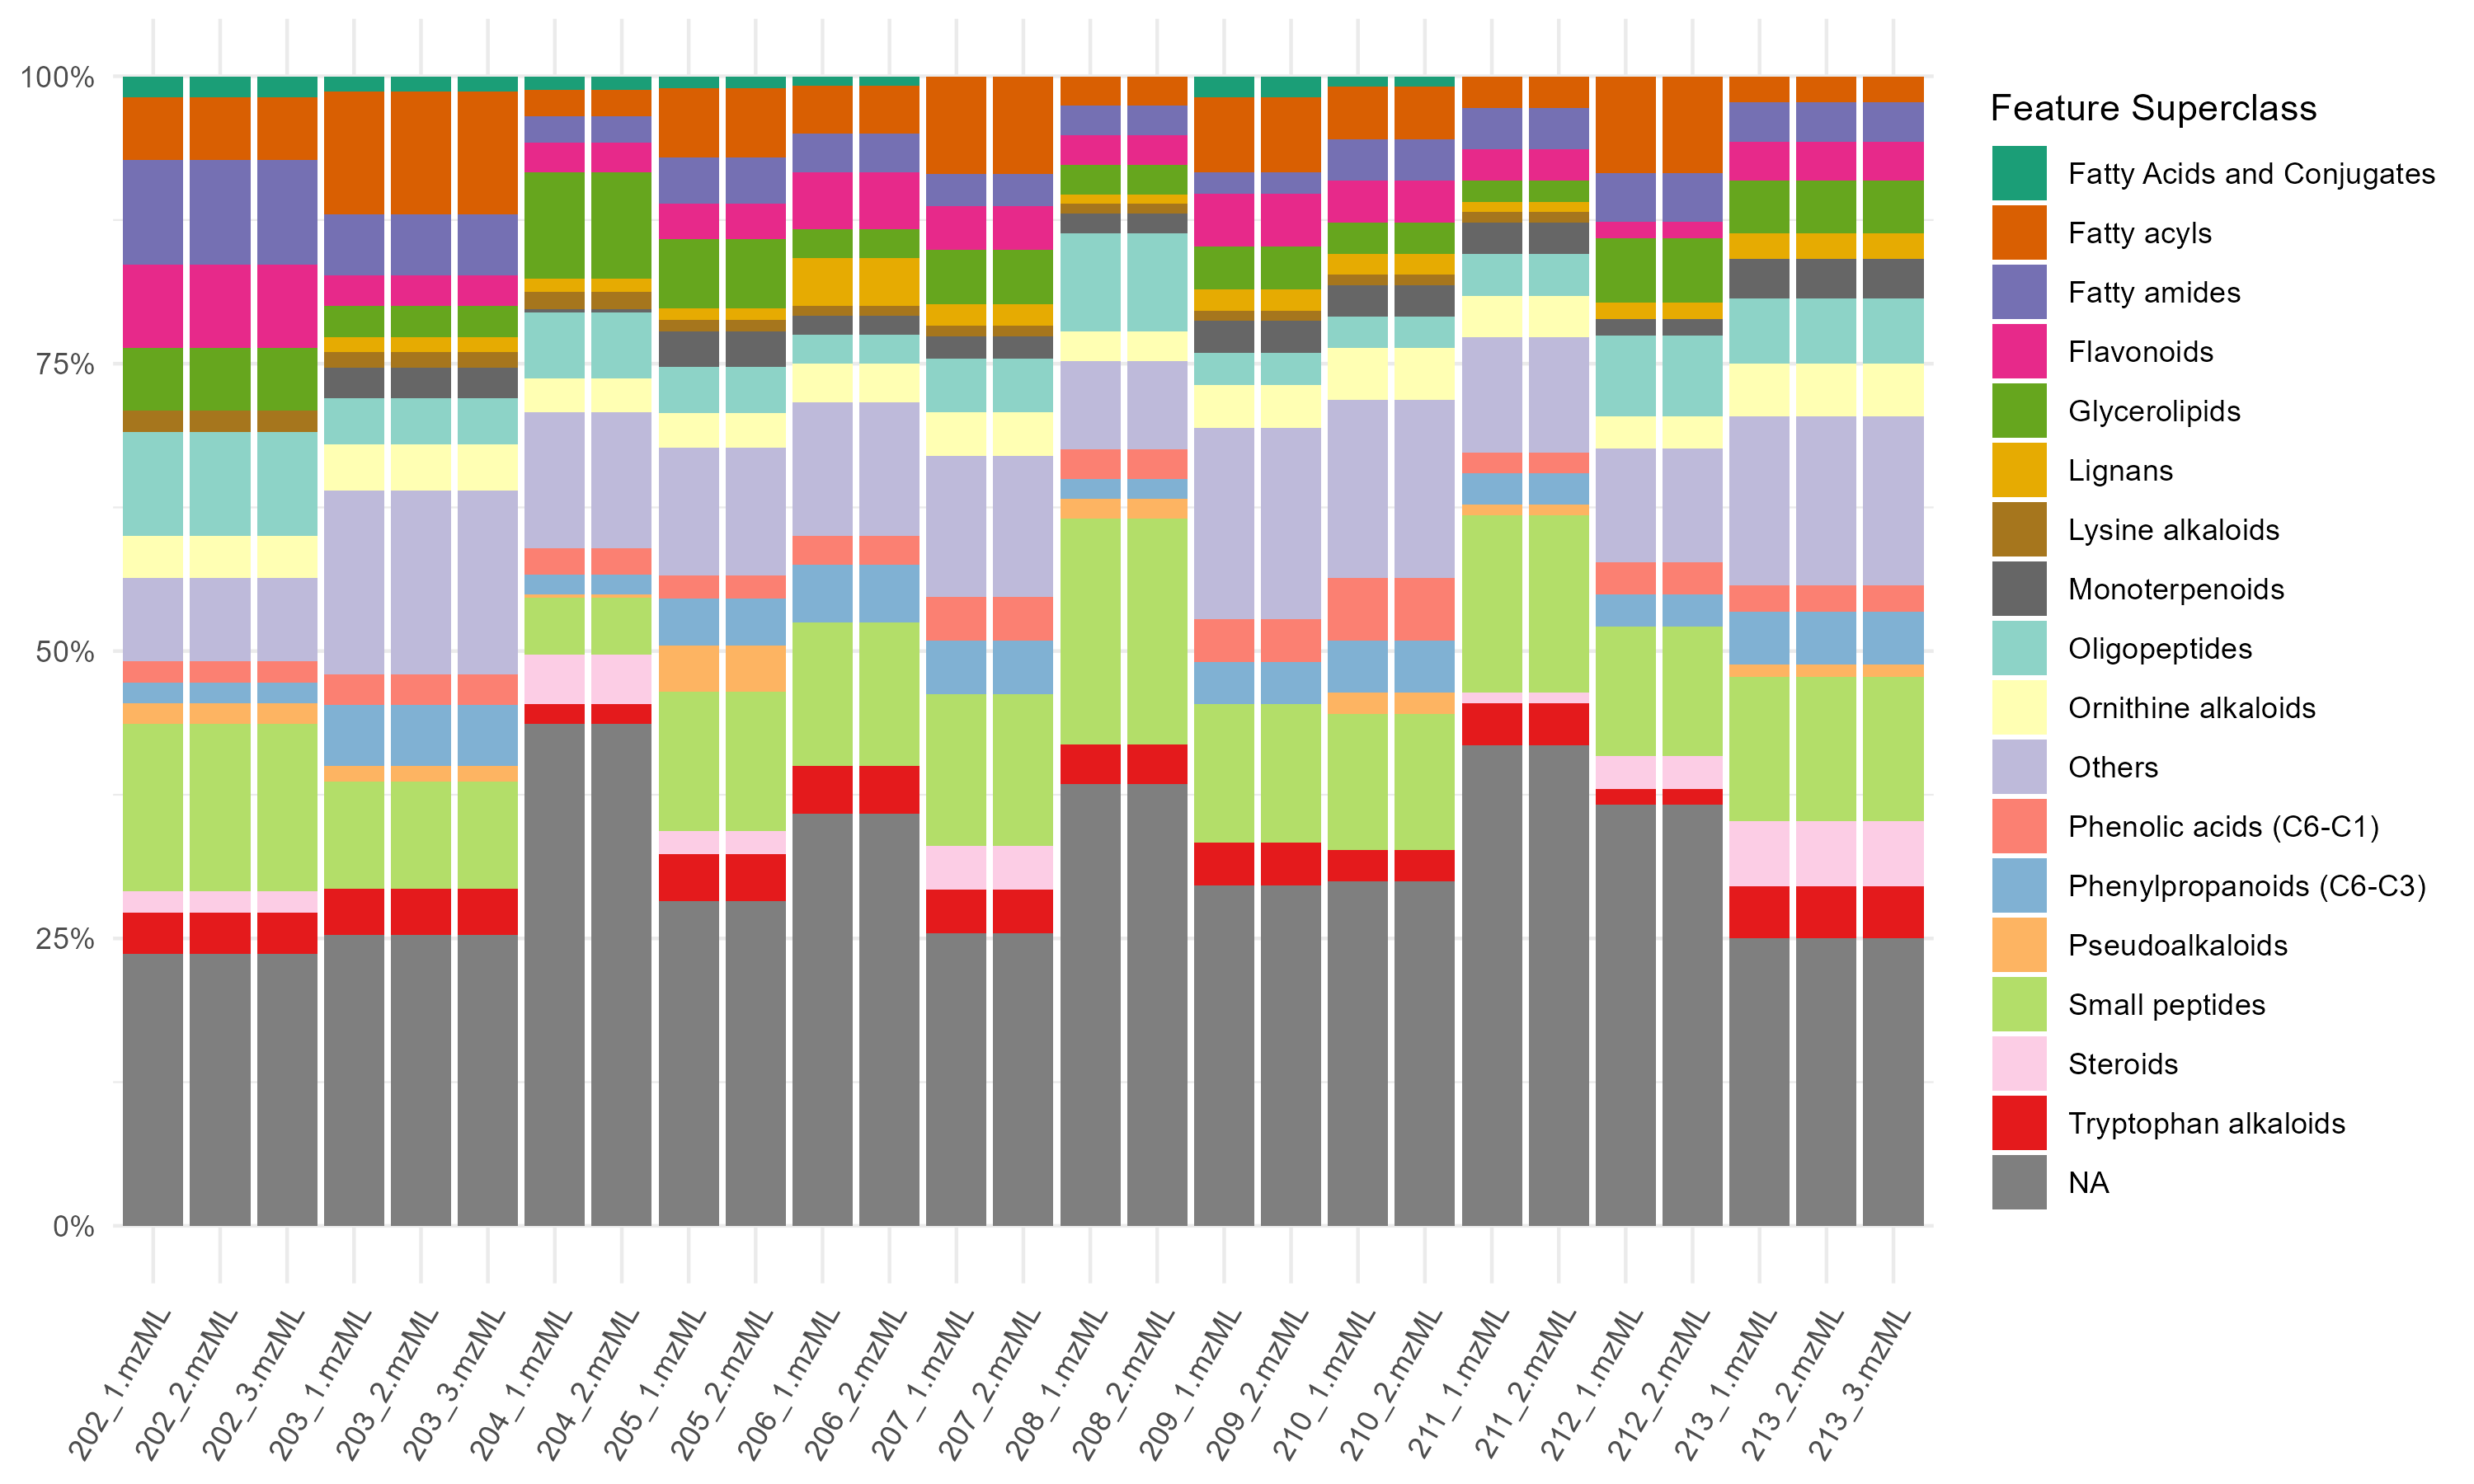 100%
75%
50%
25%
0%
202_1.mzML
202_2.mzML
202_3.mzML
203_1.mzML
203_2.mzML
203_3.mzML
204_1.mzML
204_2.mzML
205_1.mzML
205_2.mzML
206_1.mzML
206_2.mzML
207_1.mzML
207_2.mzML
208_1.mzML
208_2.mzML
209_1.mzML
209_2.mzML
210_1.mzML
210_2.mzML
211_1.mzML
211_2.mzML
212_1.mzML
212_2.mzML
213_1.mzML
213_2.mzML
213_3.mzML
Feature Superclass
Fatty Acids and Conjugates
Fatty acyls
Fatty amides
Flavonoids
Glycerolipids
Lignans
Lysine alkaloids
Monoterpenoids
Oligopeptides
Ornithine alkaloids
Others
Phenolic acids (C6-C1)
Phenylpropanoids (C6-C3)
Pseudoalkaloids
Small peptides
Steroids
Tryptophan alkaloids
NA